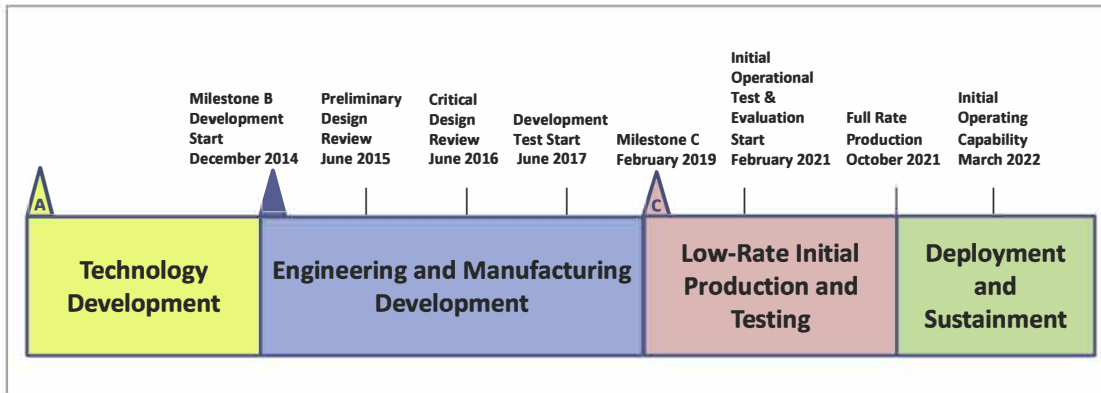 Milestone B
Development
Start
December 2014
Preliminary
Design
Review
June 2015
Critical
Design
Review
June 2016
Development
Test Start
June 2017
Milestone C
February 2019
Initial
Operational
Test &
Evaluation
Start
February 2021
Full Rate
Production
October 2021
Initial
Operating
Capability
March 2022
A
C
Technology
Development
Engineering and Manufacturing
Development
Low-Rate Initial
Production and
Testing
Deployment
and
Sustainment